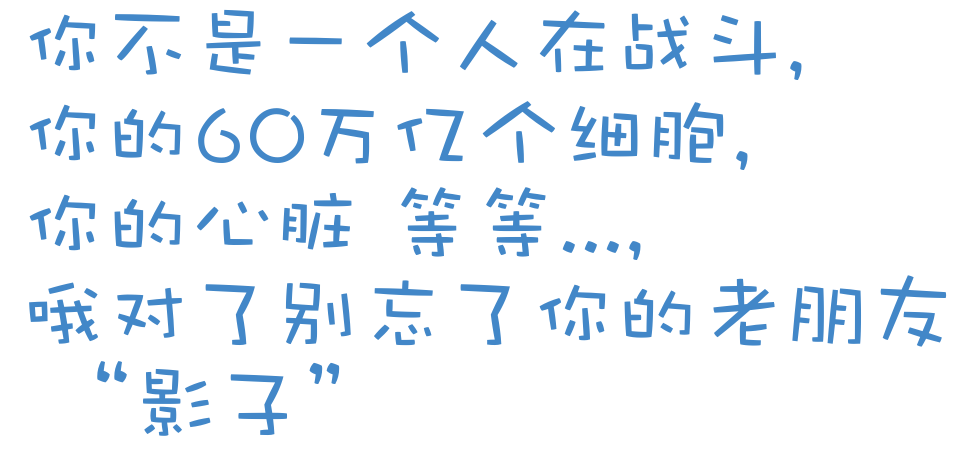 你不是一个人在战斗,
你的60万亿个细胞,
你的心脏 等等...,
哦对了别忘了你的老朋友
“影子”